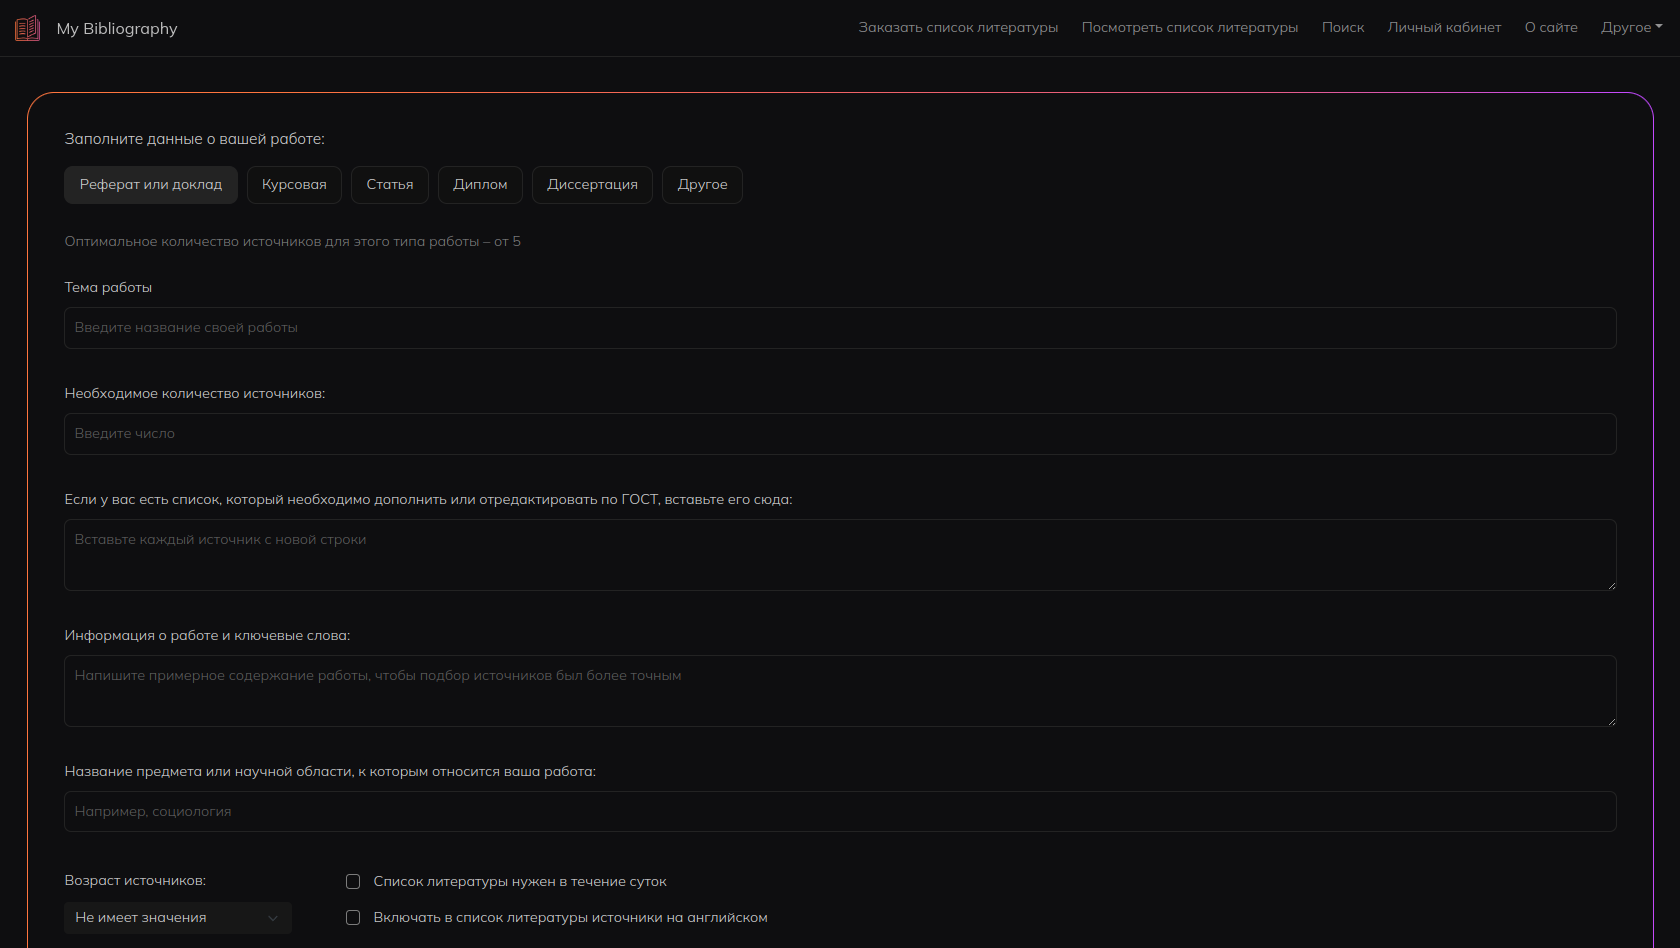 My Bibliography
Заказать список литературы
Посмотреть список литературы
Поиск
Личный кабинет
О сайте
Другое
Заполните данные о вашей работе:
Реферат или доклад
Курсовая
Статья
Диплом
Диссертация
Другое
Оптимальное количество источников для этого типа работы – от 5
Тема работы
Введите название своей работы
Необходимое количество источников:
Введите число
Если у вас есть список, который необходимо дополнить или отредактировать по ГОСТ, вставьте его сюда:
Вставьте каждый источник с новой строки
Информация о работе и ключевые слова:
Напишите примерное содержание работы, чтобы подбор источников был более точным
Название предмета или научной области, к которым относится ваша работа:
Например, социология
Возраст источников:
Не имеет значения
Список литературы нужен в течение суток
Включать в список литературы источники на английском